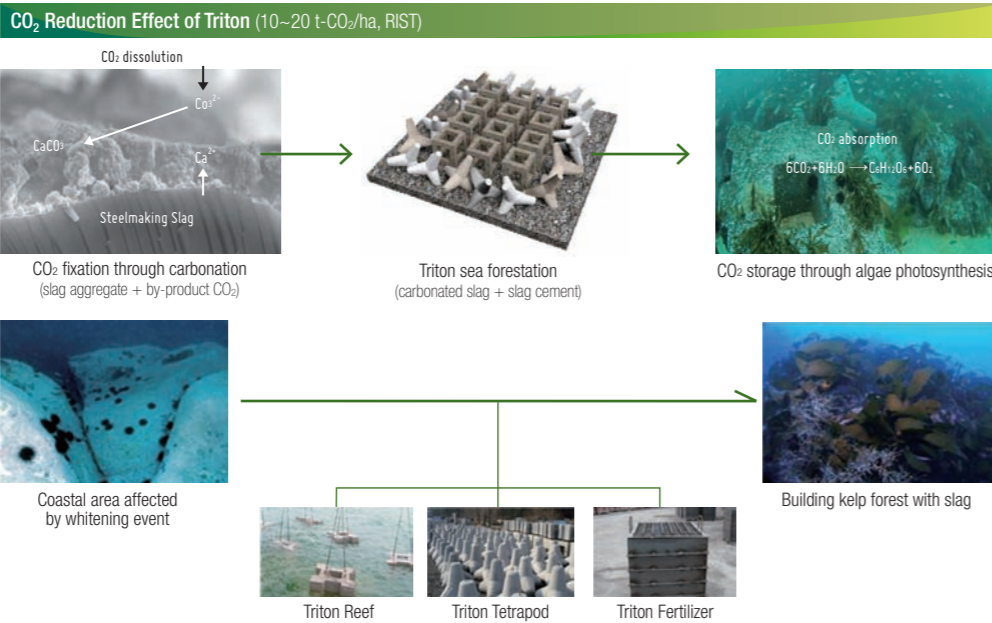 CO₂ Reduction Effect of Triton (10~20 t-CO₂/ha, RIST)
CO₂ dissolution
Co₃²⁻
CaCO₃
Ca²⁺
Steelmaking Slag
CO₂ absorption
6CO₂+6H₂O → C₆H₁₂O₆+6O₂
CO₂ fixation through carbonation
(slag aggregate + by-product CO₂)
Triton sea forestation
(carbonated slag + slag cement)
CO₂ storage through algae photosynthesis
Coastal area affected
by whitening event
Building kelp forest with slag
Triton Reef
Triton Tetrapod
Triton Fertilizer